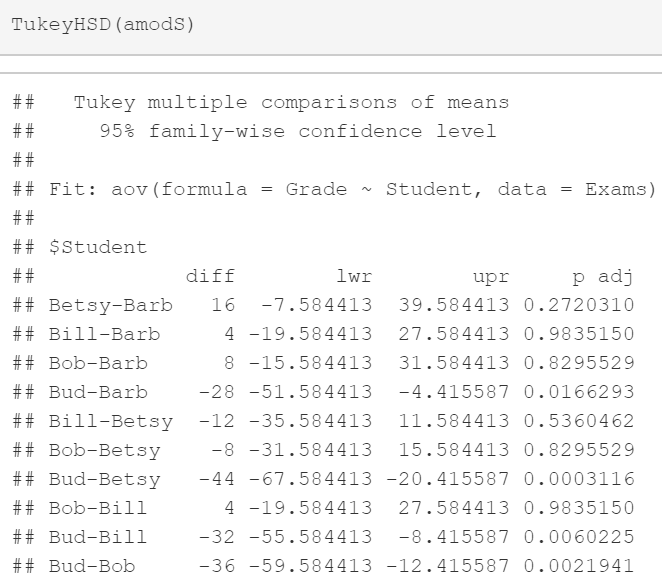 TukeyHSD(amodS)
##   Tukey multiple comparisons of means
##     95% family-wise confidence level
##
## Fit: aov(formula = Grade ~ Student, data = Exams)
##
## $Student
##            diff        lwr        upr     p adj
## Betsy-Barb   16  -7.584413  39.584413 0.2720310
## Bill-Barb     4 -19.584413  27.584413 0.9835150
## Bob-Barb      8 -15.584413  31.584413 0.8295529
## Bud-Barb    -28 -51.584413  -4.415587 0.0166293
## Bill-Betsy  -12 -35.584413  11.584413 0.5360462
## Bob-Betsy    -8 -31.584413  15.584413 0.8295529
## Bud-Betsy   -44 -67.584413 -20.415587 0.0003116
## Bob-Bill      4 -19.584413  27.584413 0.9835150
## Bud-Bill    -32 -55.584413  -8.415587 0.0060225
## Bud-Bob     -36 -59.584413 -12.415587 0.0021941